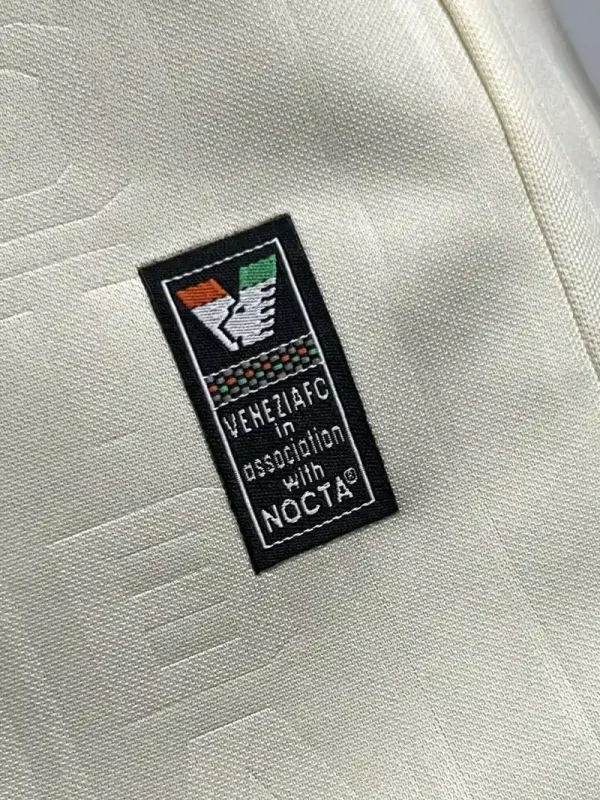 VENEZIAFC
in
association
with
NOCTA®